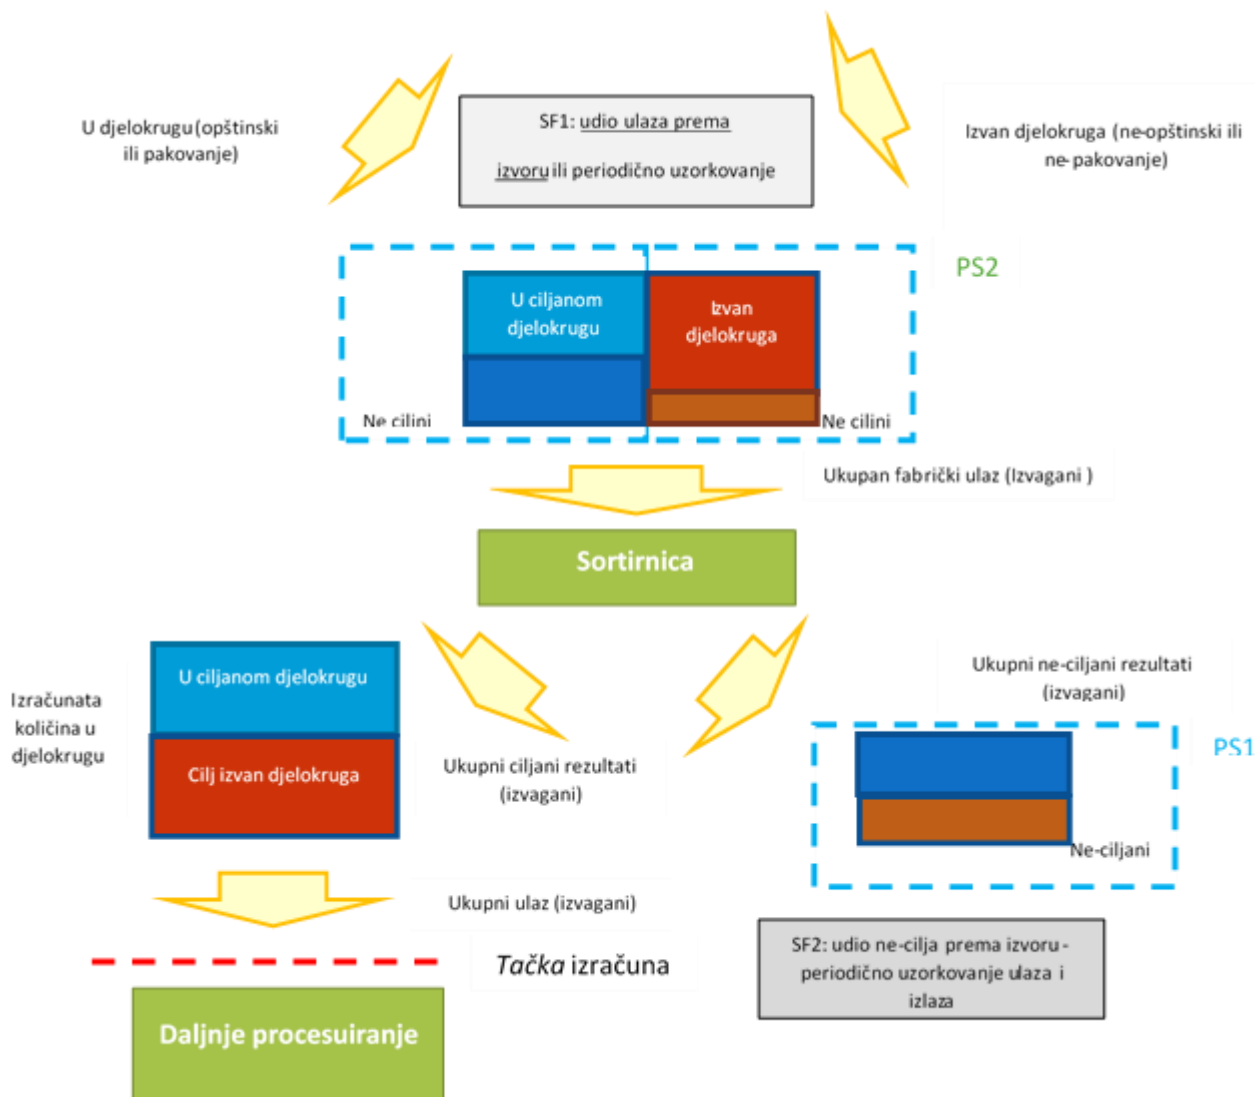 U djelokrugu (opštinski
ili pakovanje)
SF1: udio ulaza prema
izvoru ili periodično uzorkovanje
Izvan djelokruga (ne-opštinski ili
ne-pakovanje)
PS2
U ciljanom
djelokrugu
Izvan
djelokruga
Ne cilini
Ne cilini
Ukupan fabrički ulaz (Izvagani )
Sortirnica
U ciljanom djelokrugu
Cilj izvan djelokruga
Izračunata
količina u
djelokrugu
Ukupni ciljani rezultati
(izvagani)
Ukupni ne-ciljani rezultati
(izvagani)
PS1
Ne-ciljani
Ukupni ulaz (izvagani)
Tačka izračuna
SF2: udio ne-cilja prema izvoru -
periodično uzorkovanje ulaza i
izlaza
Daljnje procesuiranje